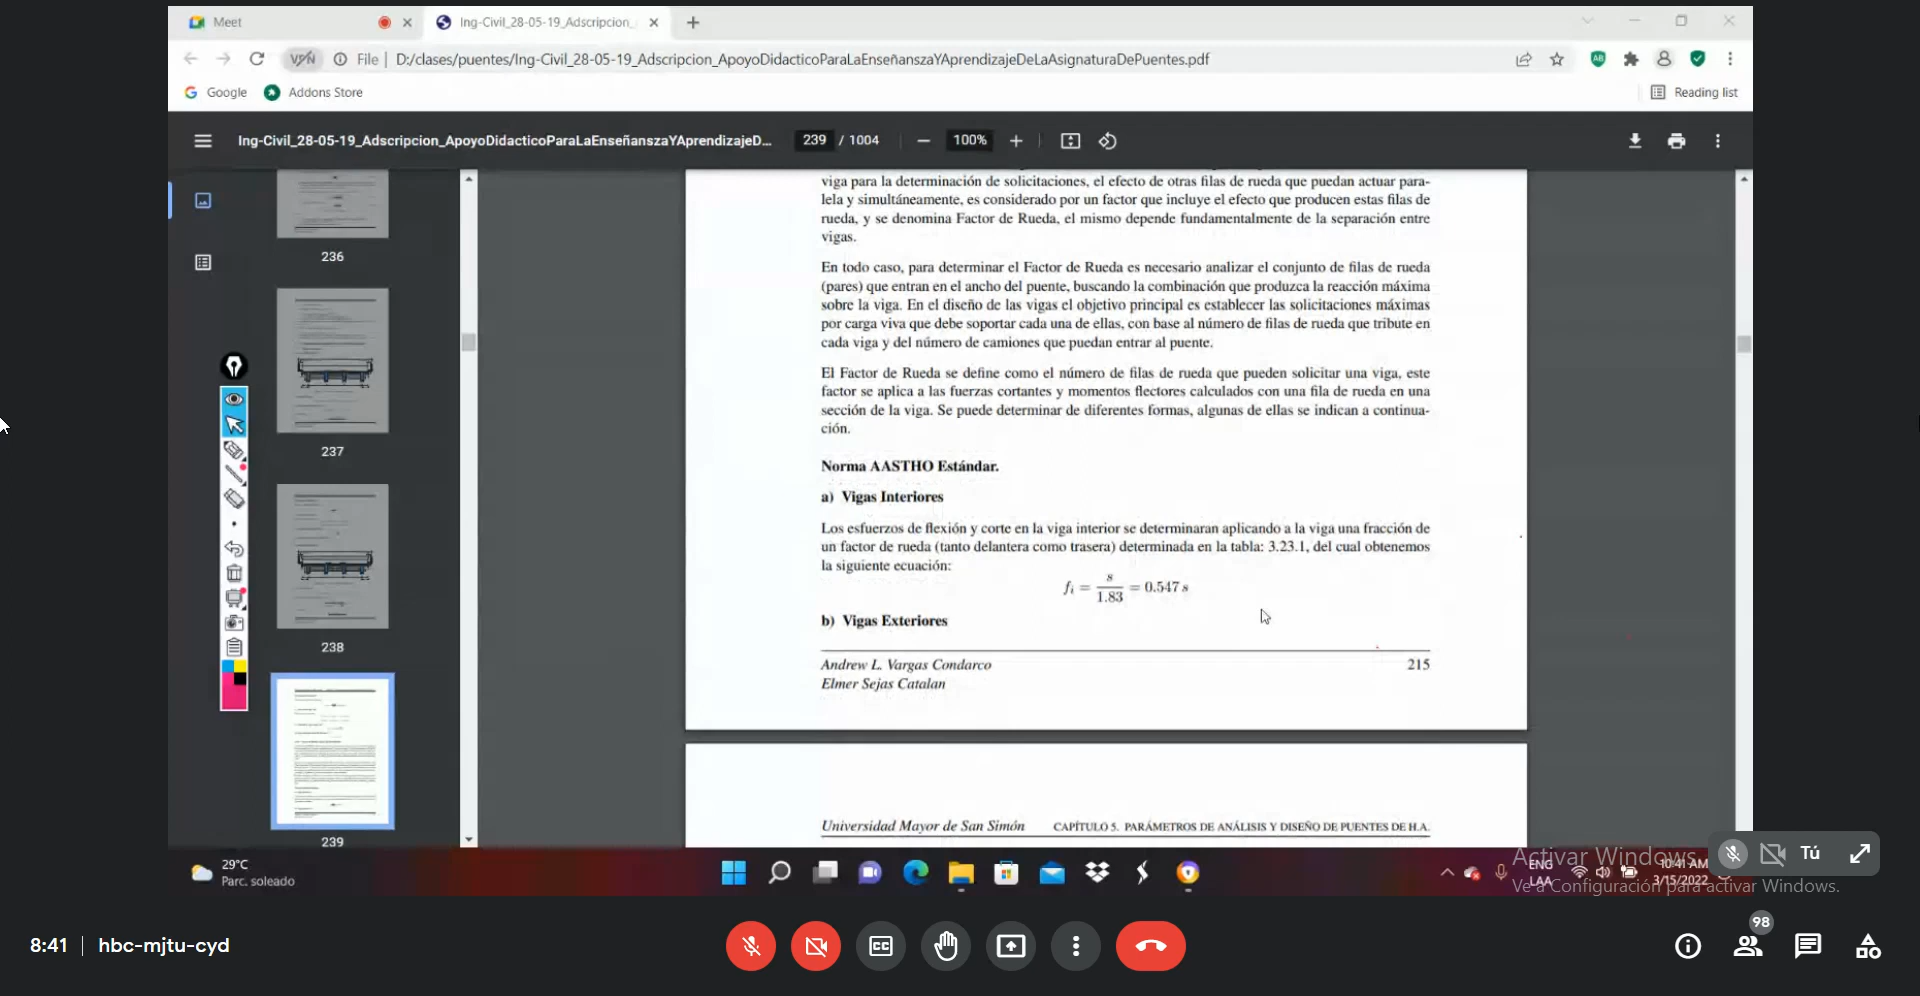 Meet
Ing-Civil_28-05-19_Adscripcion_
VPN
File | D:/clases/puentes/Ing-Civil_28-05-19_Adscripcion_ApoyoDidacticoParaLaEnseñanszaYAprendizajeDeLaAsignaturaDePuentes.pdf
Google
Addons Store
Reading list
Ing-Civil_28-05-19_Adscripcion_ApoyoDidacticoParaLaEnseñanszaYAprendizajeD...
239 / 1004
100%
236
237
238
239
viga para la determinación de solicitaciones, el efecto de otras filas de rueda que puedan actuar para-
lela y simultáneamente, es considerado por un factor que incluye el efecto que producen estas filas de
rueda, y se denomina Factor de Rueda, el mismo depende fundamentalmente de la separación entre
vigas.
En todo caso, para determinar el Factor de Rueda es necesario analizar el conjunto de filas de rueda
(pares) que entran en el ancho del puente, buscando la combinación que produzca la reacción máxima
sobre la viga. En el diseño de las vigas el objetivo principal es establecer las solicitaciones máximas
por carga viva que debe soportar cada una de ellas, con base al número de filas de rueda que tribute en
cada viga y del número de camiones que puedan entrar al puente.
El Factor de Rueda se define como el número de filas de rueda que pueden solicitar una viga, este
factor se aplica a las fuerzas cortantes y momentos flectores calculados con una fila de rueda en una
sección de la viga. Se puede determinar de diferentes formas, algunas de ellas se indican a continua-
ción.
Norma AASTHO Estándar.
a) Vigas Interiores
Los esfuerzos de flexión y corte en la viga interior se determinaran aplicando a la viga una fracción de
un factor de rueda (tanto delantera como trasera) determinada en la tabla: 3.23.1, del cual obtenemos
la siguiente ecuación:
fi = s / 1.83 = 0.547 s
b) Vigas Exteriores
Andrew L. Vargas Condarco
215
Elmer Sejas Catalan
Universidad Mayor de San Simón
CAPÍTULO 5. PARÁMETROS DE ANÁLISIS Y DISEÑO DE PUENTES DE H.A.
29°C
Parc. soleado
ENG
LAA
10:41 AM
3/15/2022
Activar Windows
Ve a Configuración para activar Windows.
Tú
8:41 | hbc-mjtu-cyd
CC
98